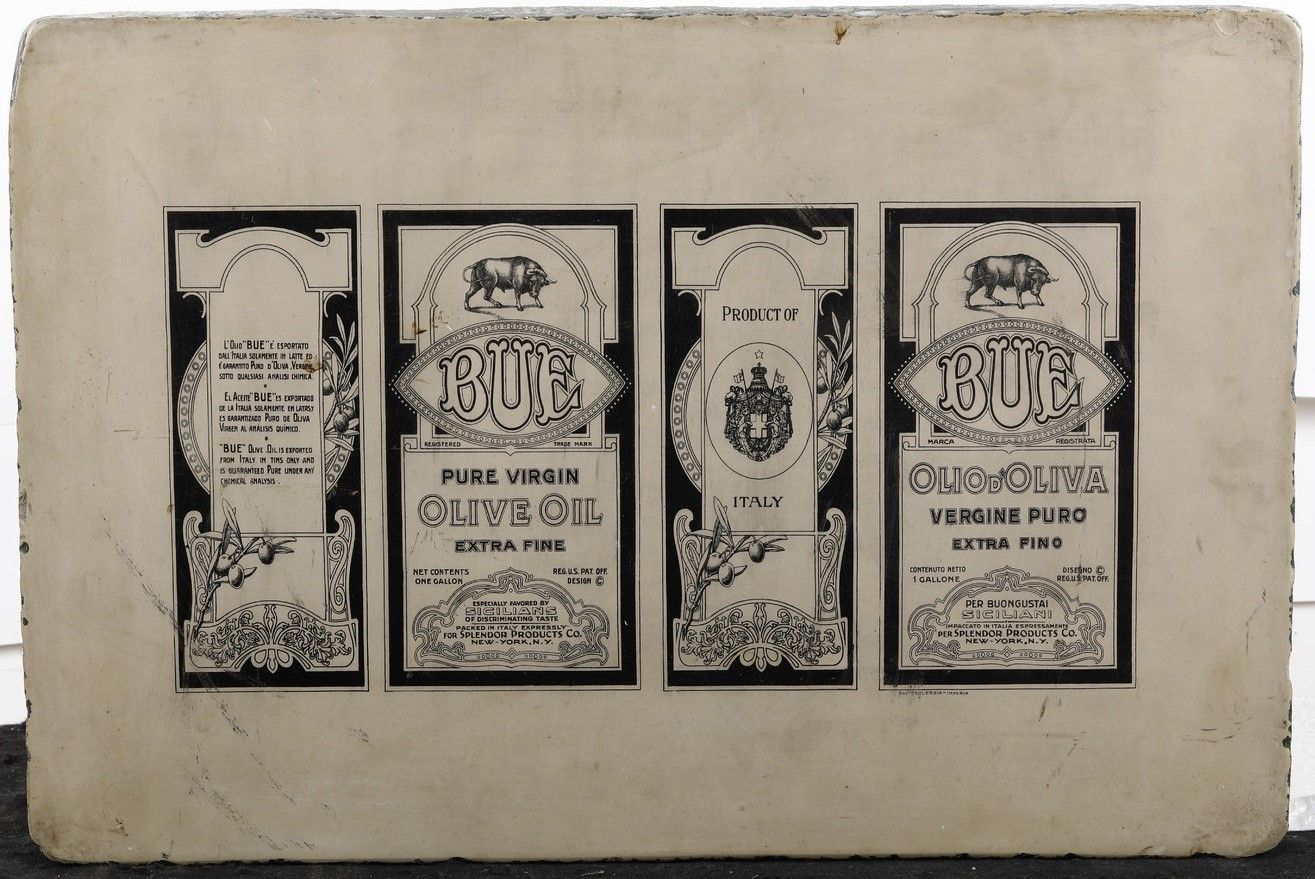 L'OLIO "BUE" È ESPORTATO
DALL'ITALIA SOLAMENTE IN LATTE ED
È GARANTITO PURO D'OLIVA, VERGINE,
SOTTO QUALSIASI ANALISI CHIMICA.
EL ACEITE "BUE" ES EXPORTADO
DE LA ITALIA SOLAMENTE EN LATAS Y
ES GARANTIZADO PURO DE OLIVA
VIRGEN AL ANÁLISIS QUIMICO.
"BUE" OLIVE OIL IS EXPORTED
FROM ITALY IN TINS ONLY AND
IS GUARANTEED PURE UNDER ANY
CHEMICAL ANALYSIS.
BUE
REGISTERED TRADE MARK
PURE VIRGIN
OLIVE OIL
EXTRA FINE
NET CONTENTS
ONE GALLON
REG. U.S. PAT. OFF.
DESIGN ©
ESPECIALLY FAVORED BY
SICILIANS
OF DISCRIMINATING TASTE
PACKED IN ITALY EXPRESSLY
FOR SPLENDOR PRODUCTS CO.
NEW-YORK, N.Y.
PRODUCT OF
ITALY
BUE
MARCA REGISTRATA
OLIO D'OLIVA
VERGINE PURO
EXTRA FINO
CONTENUTO NETTO
1 GALLONE
DISEGNO ©
REG. U.S. PAT. OFF.
PER BUONGUSTAI
SICILIANI
IMPACCATO IN ITALIA ESPRESSAMENTE
PER SPLENDOR PRODUCTS CO.
NEW-YORK, N.Y.
IMPERIA